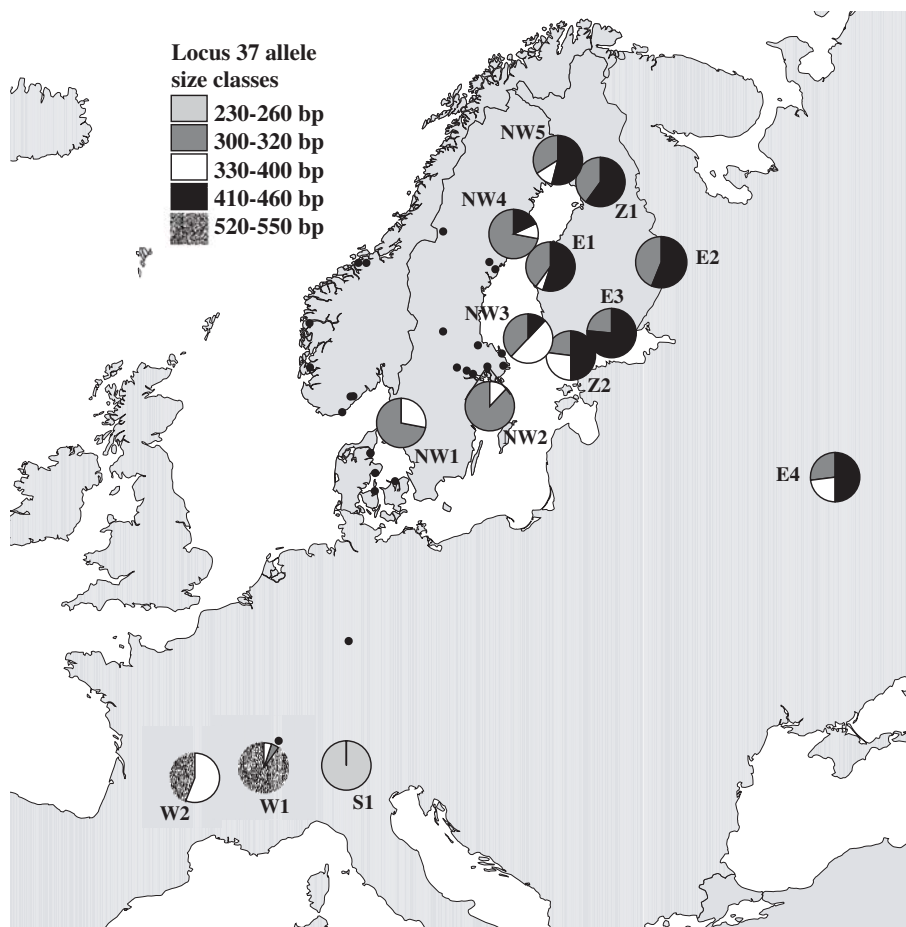 Locus 37 allele
size classes
230-260 bp
300-320 bp
330-400 bp
410-460 bp
520-550 bp
NW5
Z1
NW4
E1
E2
E3
NW3
Z2
NW2
NW1
E4
W2
W1
S1